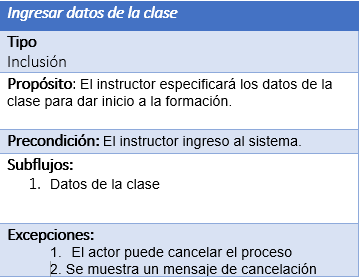 Ingresar datos de la clase
Tipo
Inclusión
Propósito: El instructor especificará los datos de la
clase para dar inicio a la formación.
Precondición: El instructor ingreso al sistema.
Subflujos:
1. Datos de la clase
Excepciones:
1. El actor puede cancelar el proceso
2. Se muestra un mensaje de cancelación